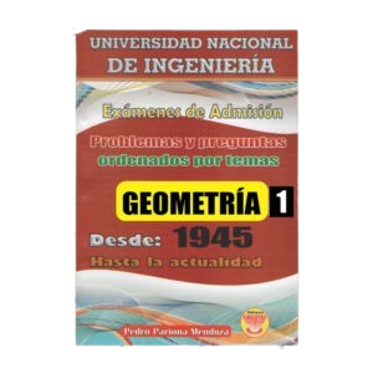 UNIVERSIDAD NACIONAL
DE INGENIERÍA
Exámenes de Admisión
Problemas y preguntas
ordenados por temas
GEOMETRÍA 1
Desde: 1945
Hasta la actualidad
Pedro Pariona Mendoza